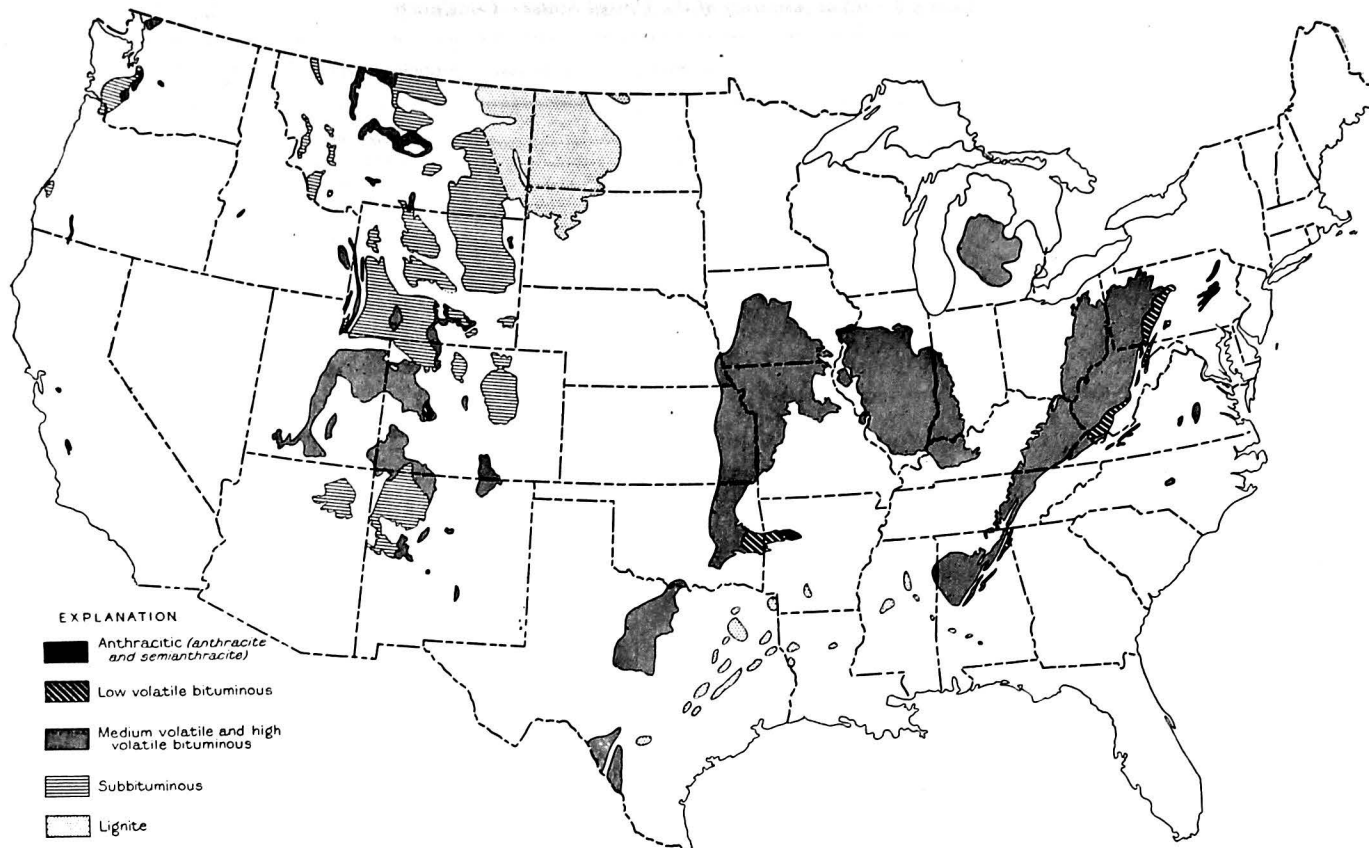 EXPLANATION
Anthracitic (anthracite
and semianthracite)
Low volatile bituminous
Medium volatile and high
volatile bituminous
Subbituminous
Lignite